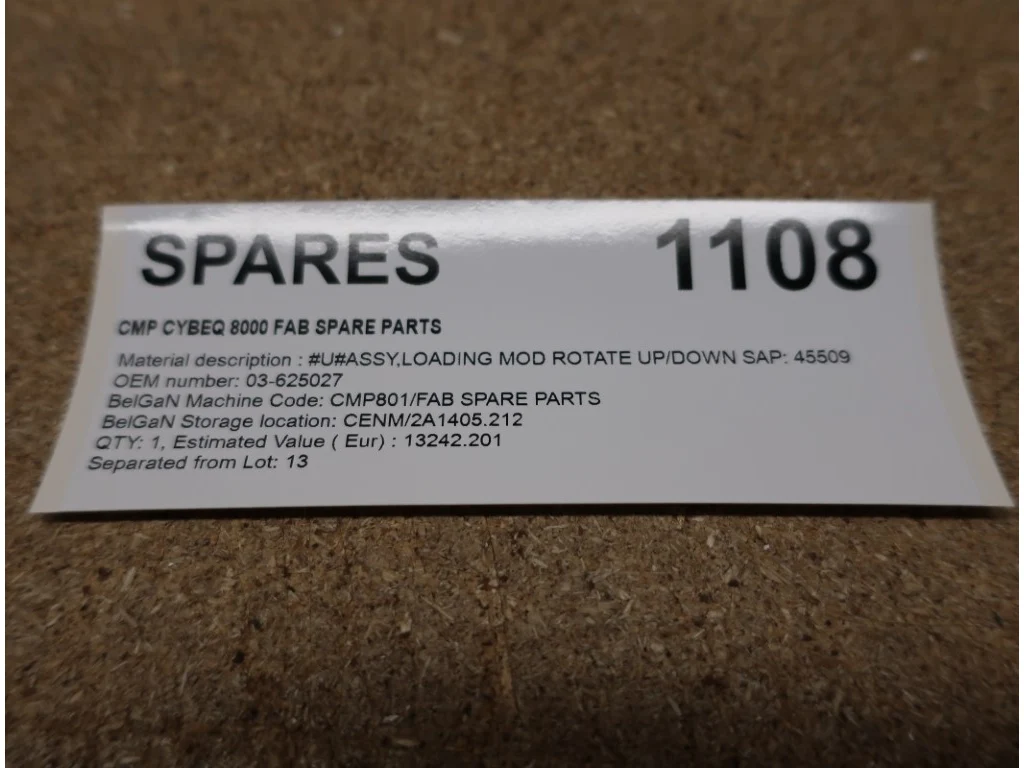 SPARES 1108
CMP CYBEQ 8000 FAB SPARE PARTS
Material description : #U#ASSY,LOADING MOD ROTATE UP/DOWN SAP: 45509
OEM number: 03-625027
BelGaN Machine Code: CMP801/FAB SPARE PARTS
BelGaN Storage location: CENM/2A1405.212
QTY: 1, Estimated Value ( Eur) : 13242.201
Separated from Lot: 13